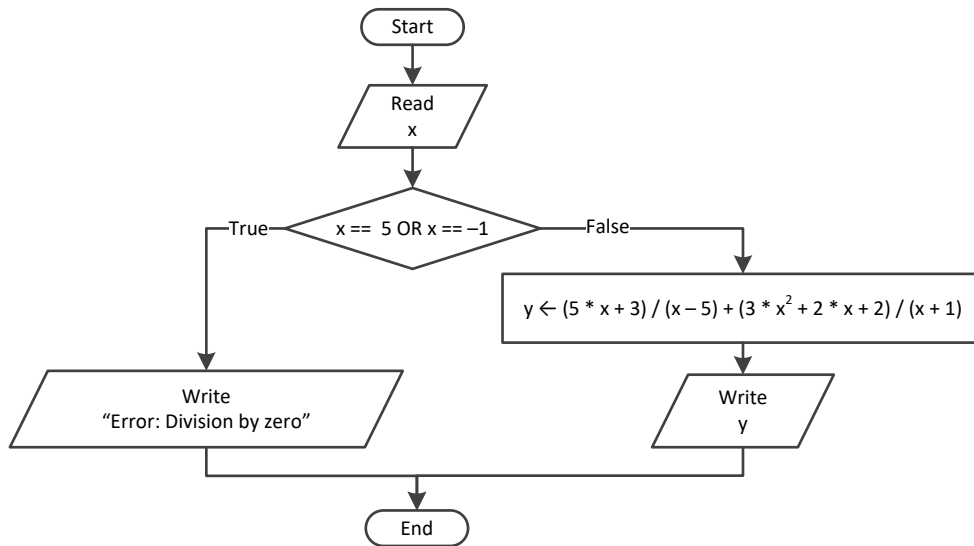 Start
Read
x
x == 5 OR x == –1
True
False
y ← (5 * x + 3) / (x – 5) + (3 * x² + 2 * x + 2) / (x + 1)
Write
“Error: Division by zero”
Write
y
End